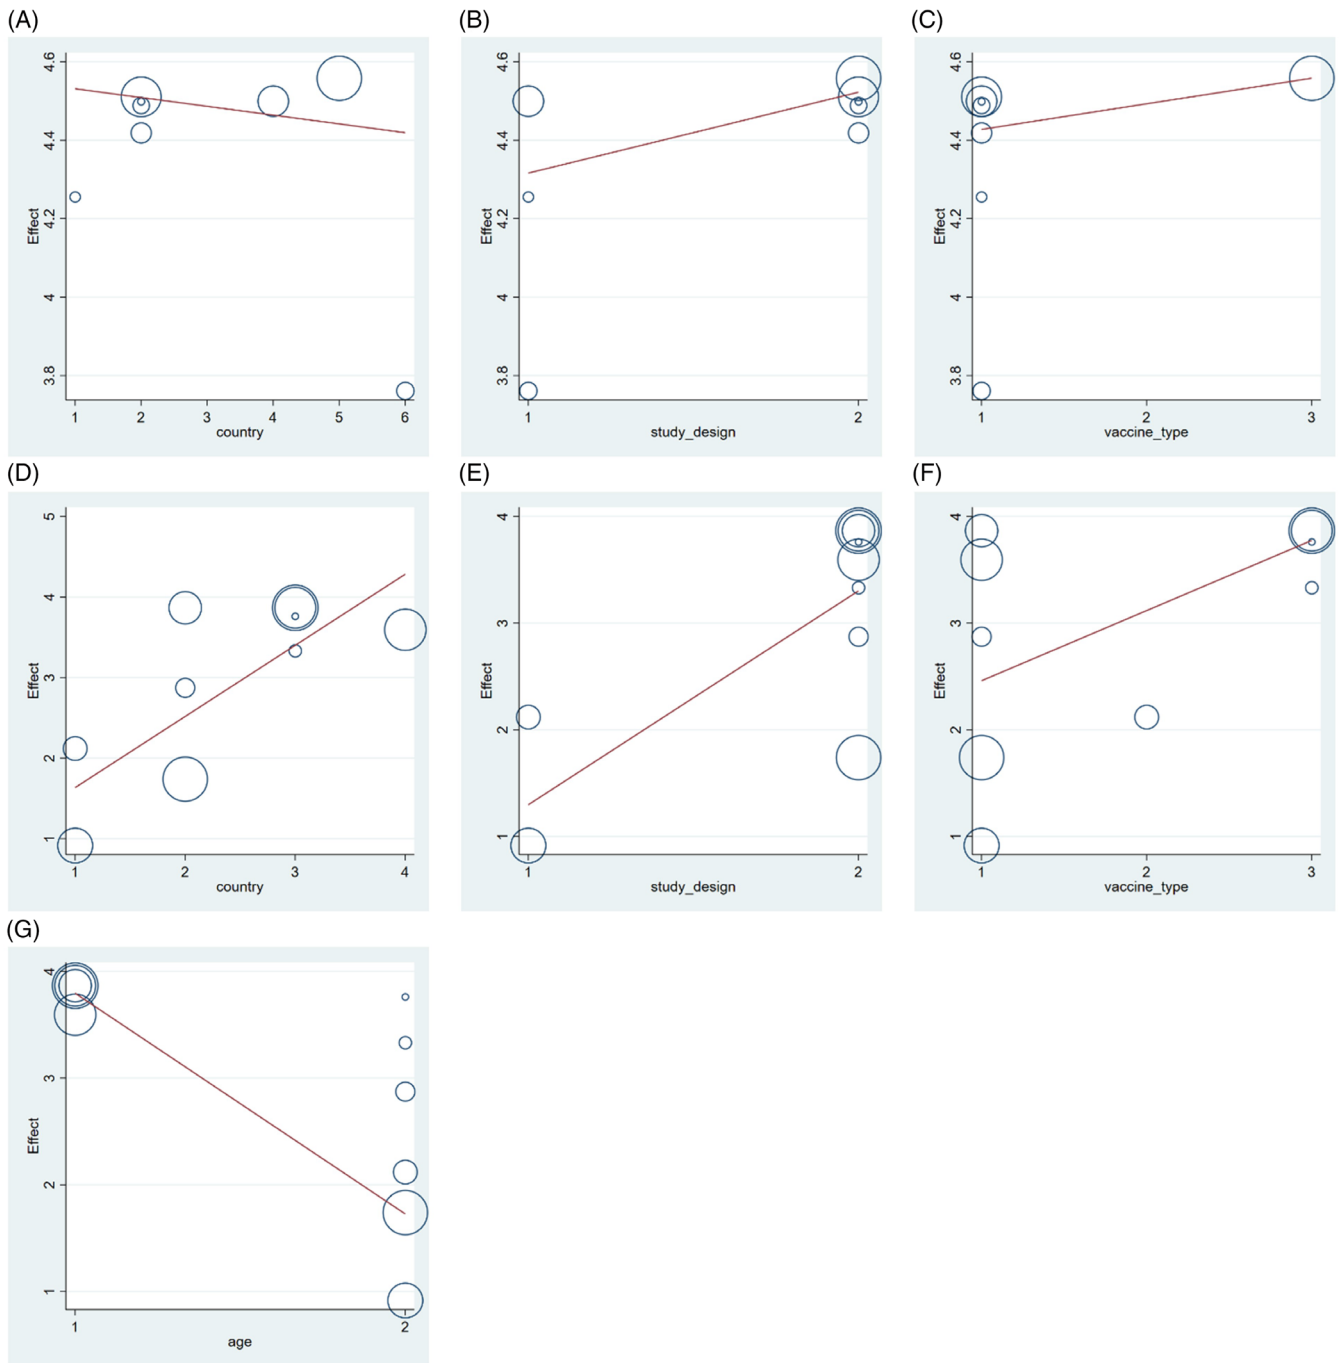 (A)
Effect
4.6
4.4
4.2
4
3.8
1 2 3 4 5 6
country
(B)
Effect
4.6
4.4
4.2
4
3.8
1 2
study_design
(C)
Effect
4.6
4.4
4.2
4
3.8
1 2 3
vaccine_type
(D)
Effect
5
4
3
2
1
1 2 3 4
country
(E)
Effect
4
3
2
1
1 2
study_design
(F)
Effect
4
3
2
1
1 2 3
vaccine_type
(G)
Effect
4
3
2
1
1 2
age